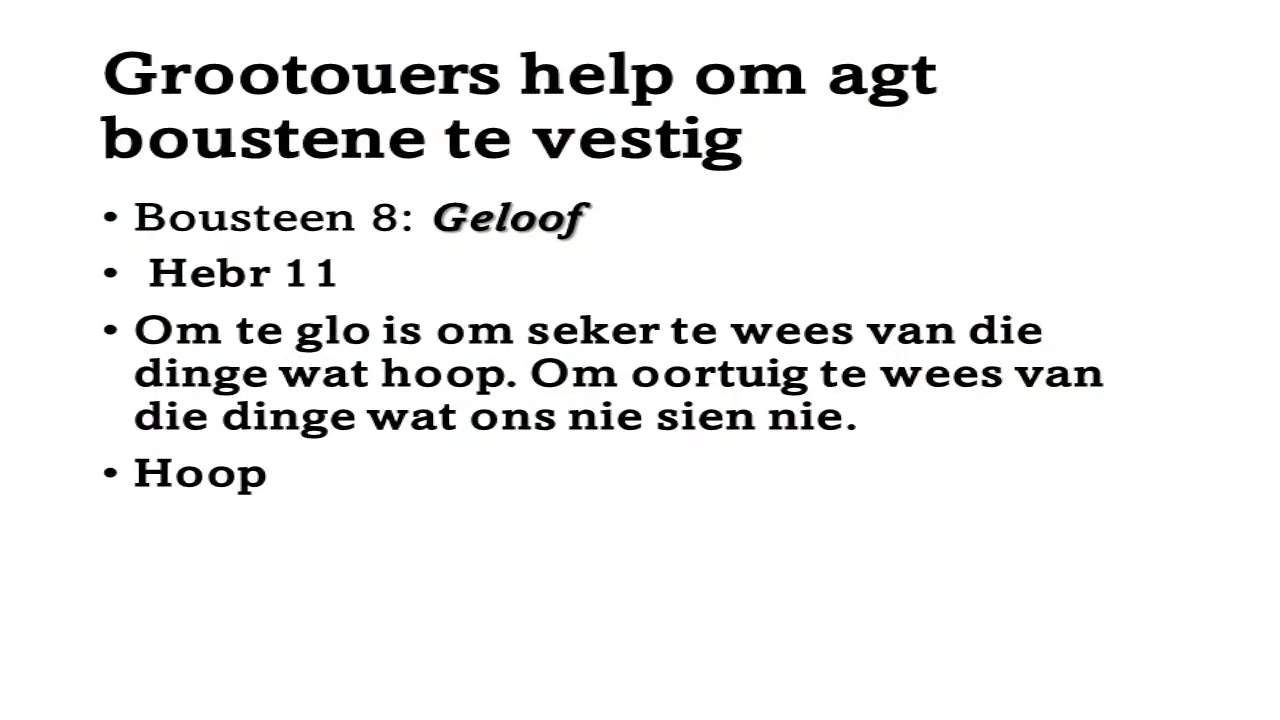 Grootouers help om agt
boustene te vestig
• Bousteen 8: Geloof
• Hebr 11
• Om te glo is om seker te wees van die
dinge wat hoop. Om oortuig te wees van
die dinge wat ons nie sien nie.
• Hoop